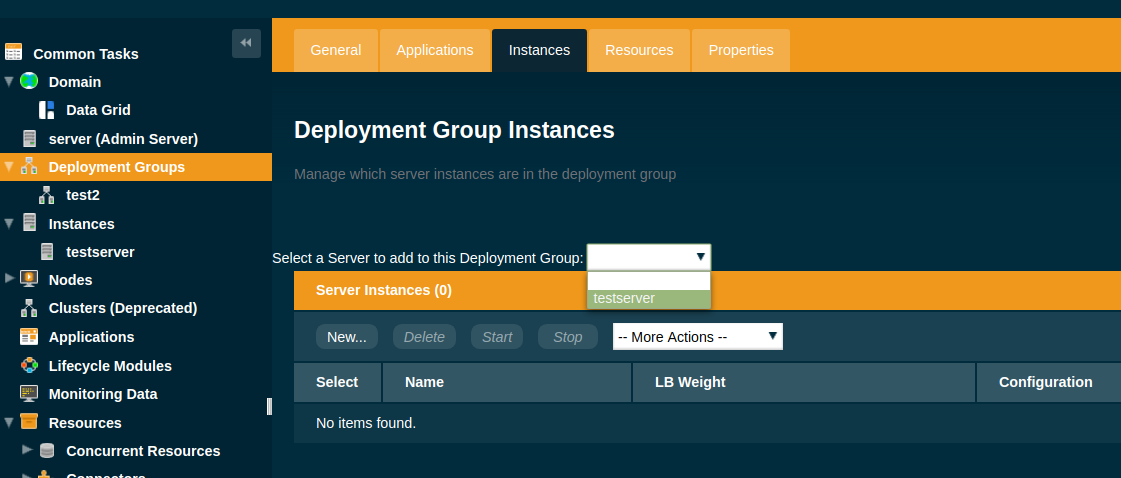 Common Tasks
Domain
Data Grid
server (Admin Server)
Deployment Groups
test2
Instances
testserver
Nodes
Clusters (Deprecated)
Applications
Lifecycle Modules
Monitoring Data
Resources
Concurrent Resources
Connectors
General Applications Instances Resources Properties
Deployment Group Instances
Manage which server instances are in the deployment group
Select a Server to add to this Deployment Group:
testserver
Server Instances (0)
New... Delete Start Stop -- More Actions --
Select Name LB Weight Configuration
No items found.